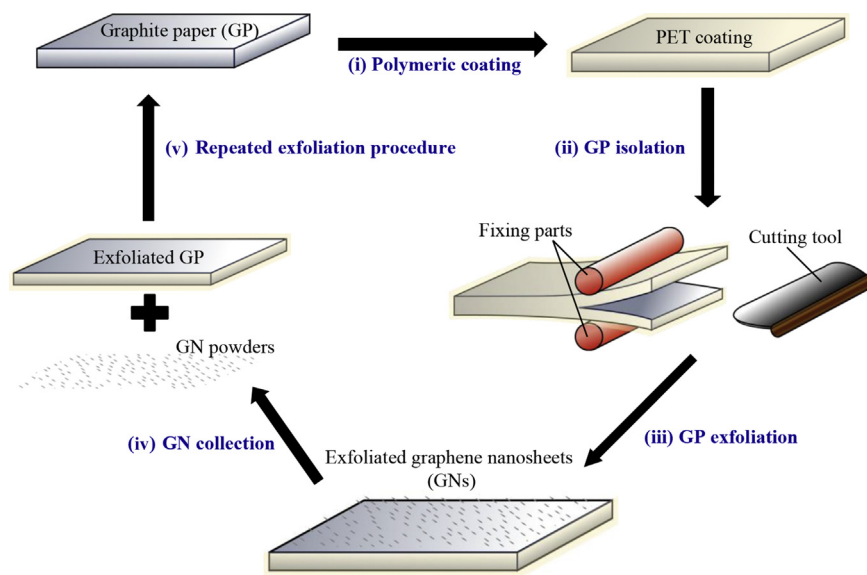 Graphite paper (GP)
(i) Polymeric coating
PET coating
(ii) GP isolation
Fixing parts
Cutting tool
(iii) GP exfoliation
Exfoliated graphene nanosheets
(GNs)
(iv) GN collection
GN powders
Exfoliated GP
(v) Repeated exfoliation procedure